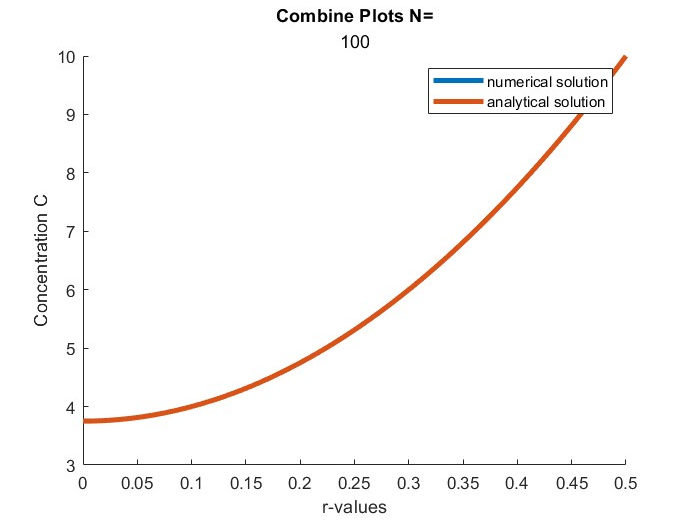 Combine Plots N=
100
10
9
8
7
6
5
4
3
Concentration C
numerical solution
analytical solution
0 0.05 0.1 0.15 0.2 0.25 0.3 0.35 0.4 0.45 0.5
r-values